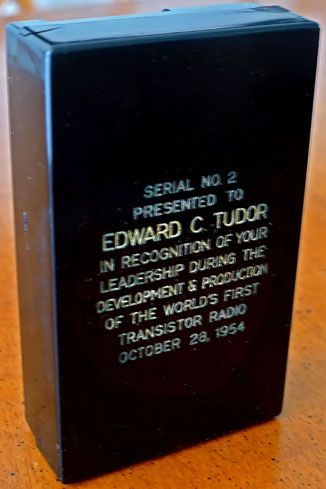 SERIAL NO. 2
PRESENTED TO
EDWARD C. TUDOR
IN RECOGNITION OF YOUR
LEADERSHIP DURING THE
DEVELOPMENT & PRODUCTION
OF THE WORLD'S FIRST
TRANSISTOR RADIO
OCTOBER 28, 1954